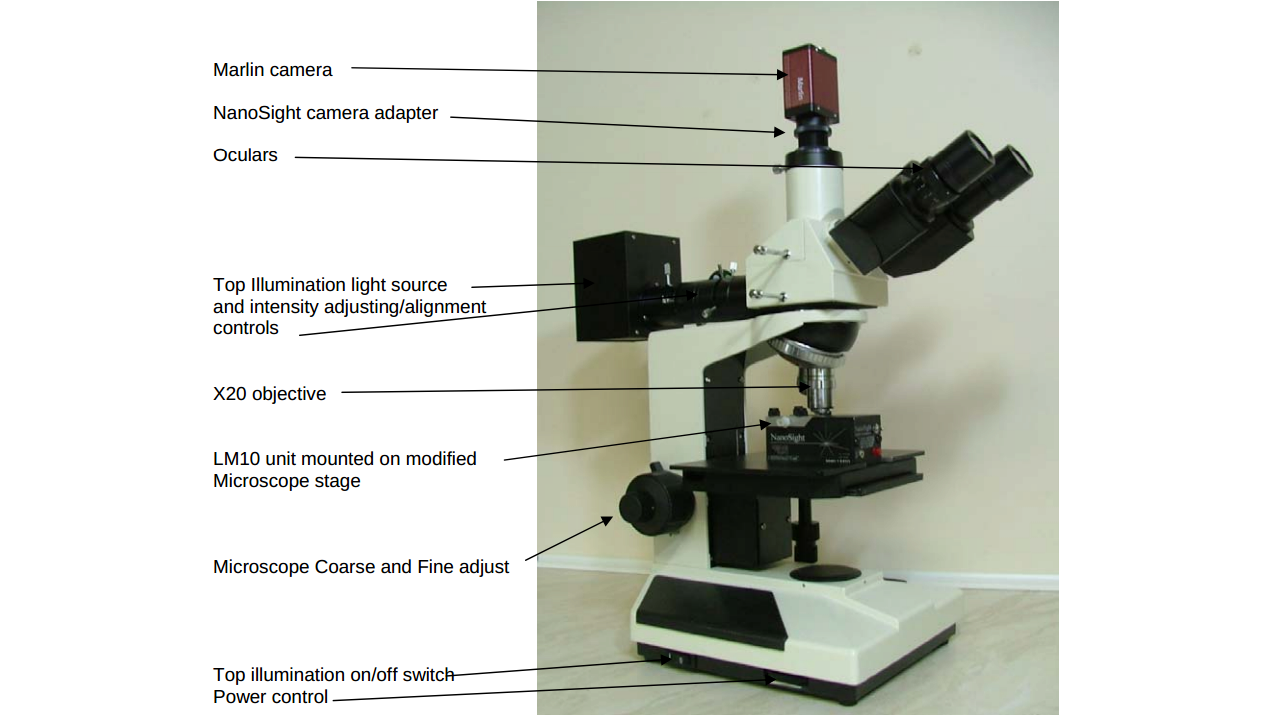 Marlin camera
Marlin
NanoSight camera adapter
Oculars
Top Illumination light source
and intensity adjusting/alignment
controls
X20 objective
NanoSight
LM10 unit mounted on modified
Microscope stage
Microscope Coarse and Fine adjust
Top illumination on/off switch
Power control